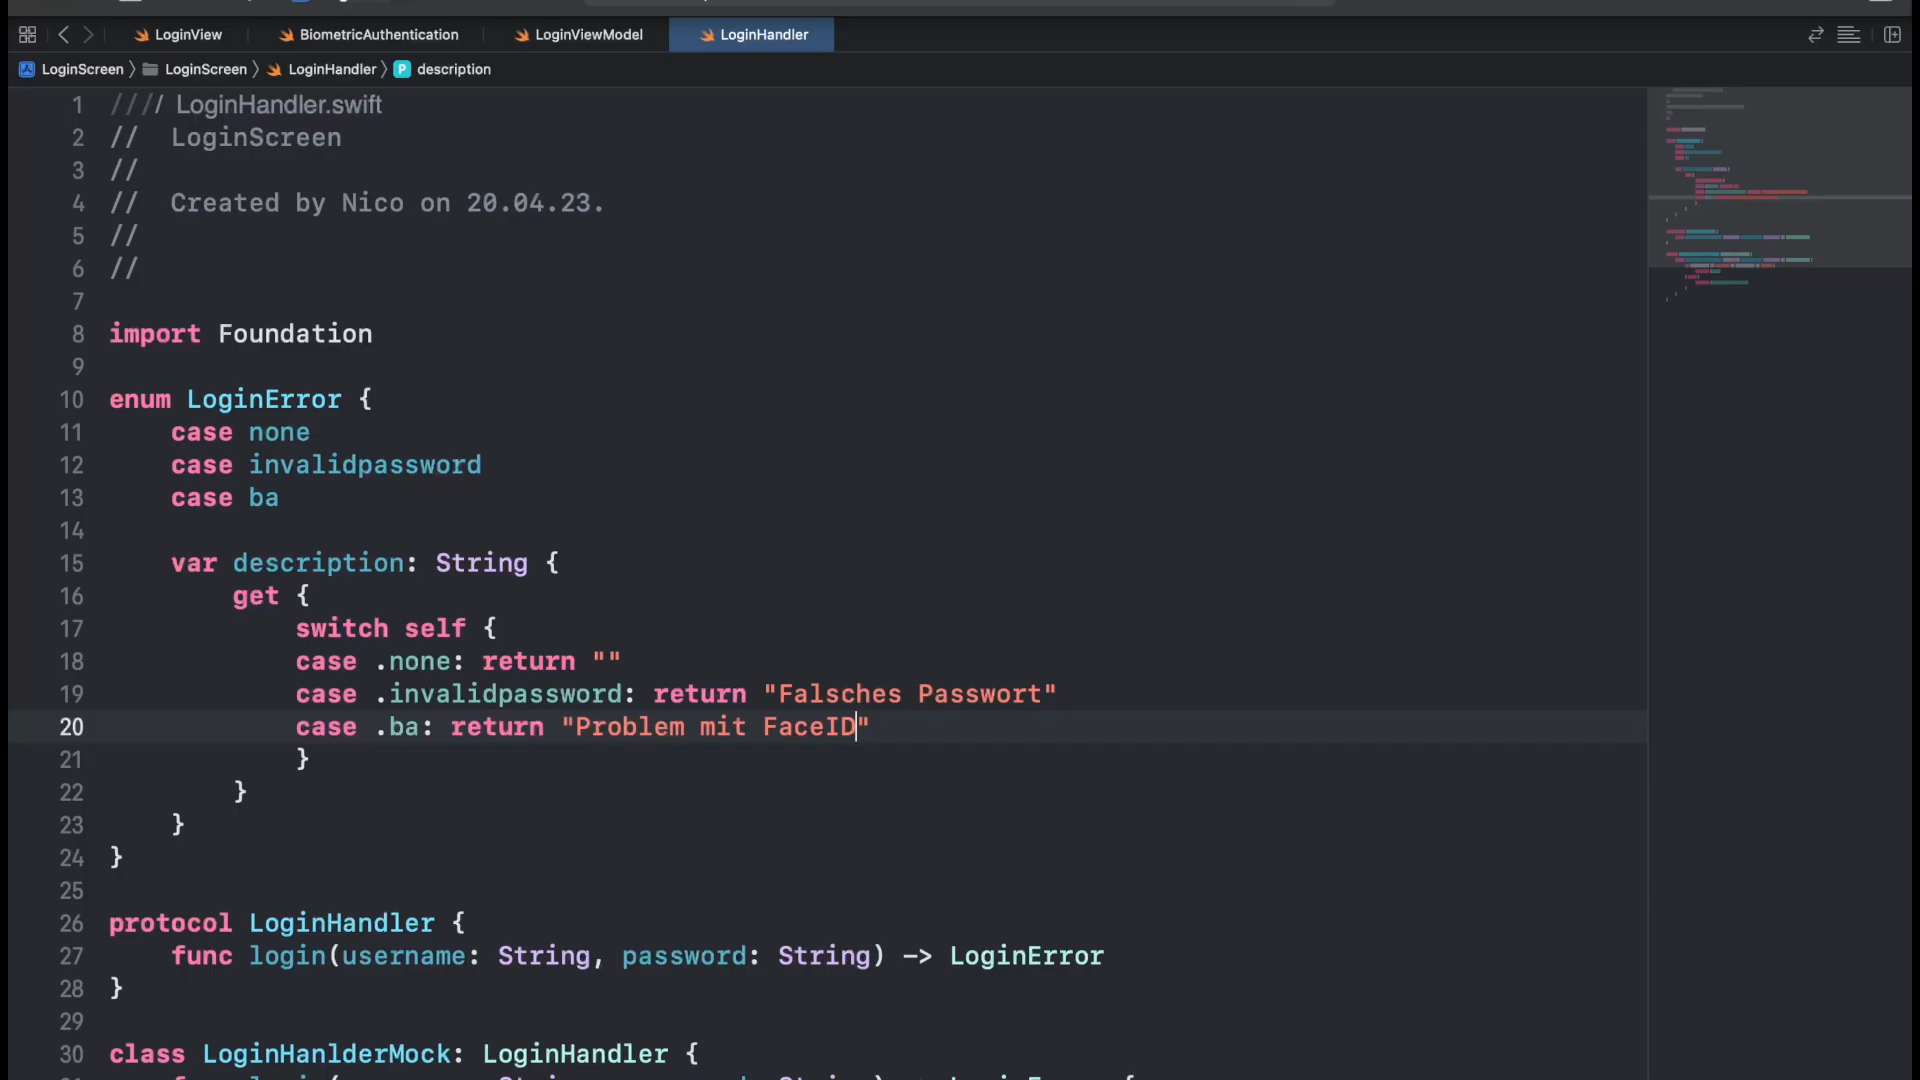 LoginView
BiometricAuthentication
LoginViewModel
LoginHandler
LoginScreen
LoginScreen
LoginHandler
P description
1 //// LoginHandler.swift
2 //  LoginScreen
3 //
4 //  Created by Nico on 20.04.23.
5 //
6 //
7
8 import Foundation
9
10 enum LoginError {
11     case none
12     case invalidpassword
13     case ba
14
15     var description: String {
16         get {
17             switch self {
18             case .none: return ""
19             case .invalidpassword: return "Falsches Passwort"
20             case .ba: return "Problem mit FaceID"
21             }
22         }
23     }
24 }
25
26 protocol LoginHandler {
27     func login(username: String, password: String) -> LoginError
28 }
29
30 class LoginHanlderMock: LoginHandler {